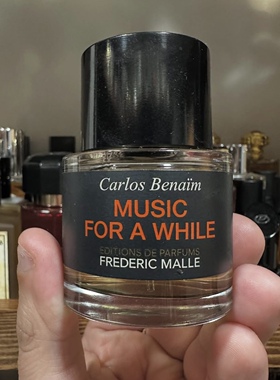 Carlos Benaïm
MUSIC
FOR A WHILE
EDITIONS DE PARFUMS
FREDERIC MALLE